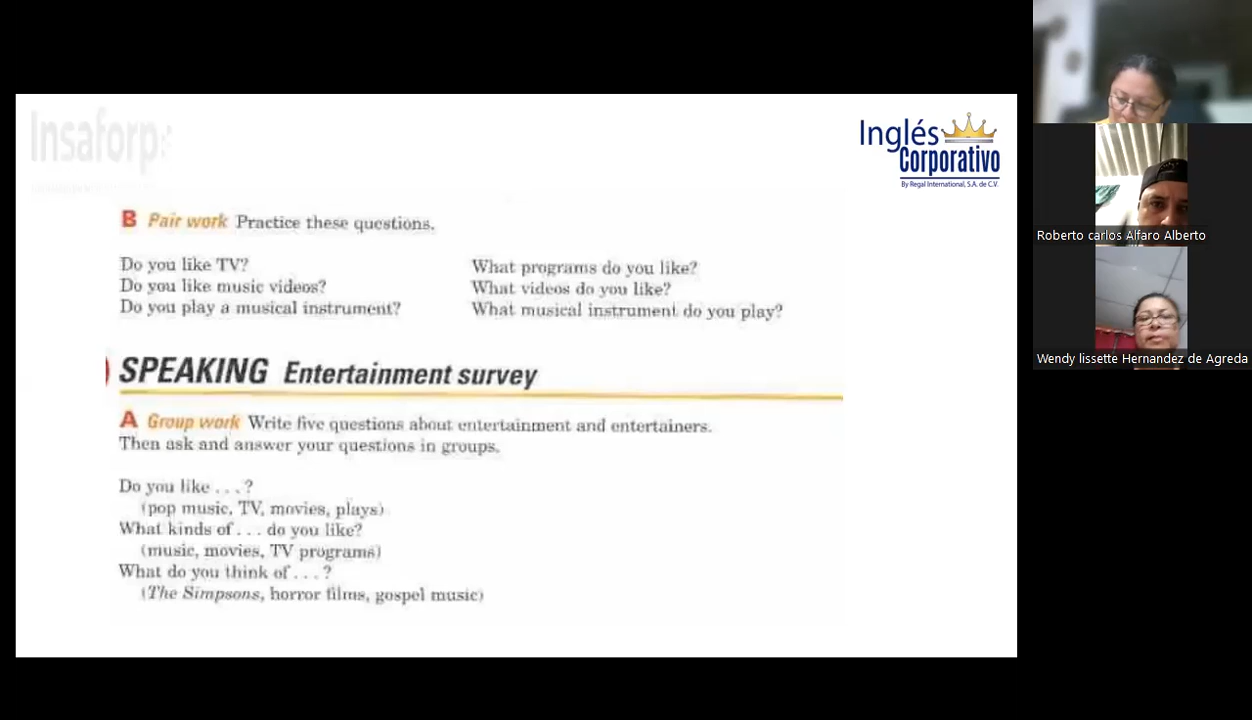 Insaforp
Inglés
Corporativo
By Regal International, S.A. de C.V.
B Pair work Practice these questions.
Do you like TV? What programs do you like?
Do you like music videos? What videos do you like?
Do you play a musical instrument? What musical instrument do you play?
SPEAKING Entertainment survey
A Group work Write five questions about entertainment and entertainers.
Then ask and answer your questions in groups.
Do you like . . . ?
(pop music, TV, movies, plays)
What kinds of . . . do you like?
(music, movies, TV programs)
What do you think of . . . ?
(The Simpsons, horror films, gospel music)
Roberto carlos Alfaro Alberto
Wendy lissette Hernandez de Agreda